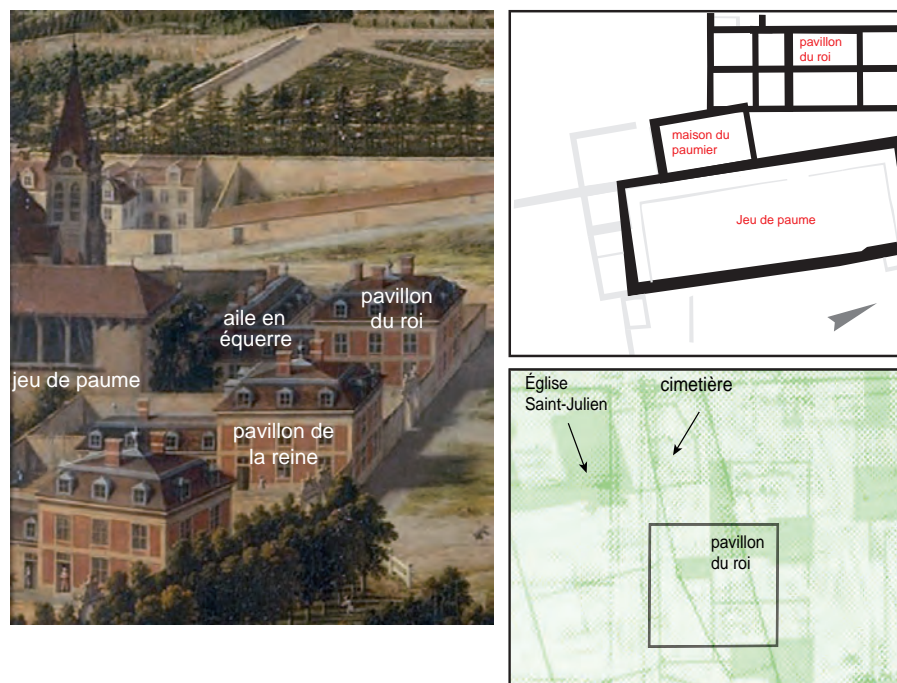 pavillon
du roi
aile en
équerre
jeu de paume
pavillon de
la reine
pavillon
du roi
maison du
paumier
Jeu de paume
Église
Saint-Julien
cimetière
pavillon
du roi